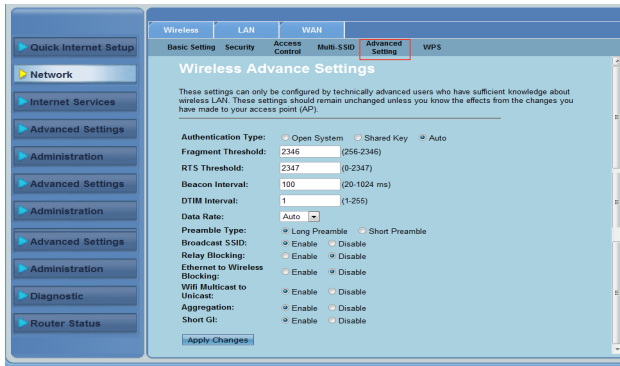 Wireless LAN WAN
Basic Setting Security Access Control Multi-SSID Advanced Setting WPS
Quick Internet Setup
Network
Internet Services
Advanced Settings
Administration
Advanced Settings
Administration
Advanced Settings
Administration
Diagnostic
Router Status
Wireless Advance Settings
These settings can only be configured by technically advanced users who have sufficient knowledge about
wireless LAN. These settings should remain unchanged unless you know the effects from the changes you
have made to your access point (AP).
Authentication Type: Open System Shared Key Auto
Fragment Threshold: 2346 (256-2346)
RTS Threshold: 2347 (0-2347)
Beacon Interval: 100 (20-1024 ms)
DTIM Interval: 1 (1-255)
Data Rate: Auto
Preamble Type: Long Preamble Short Preamble
Broadcast SSID: Enable Disable
Relay Blocking: Enable Disable
Ethernet to Wireless Blocking: Enable Disable
Wifi Multicast to Unicast: Enable Disable
Aggregation: Enable Disable
Short GI: Enable Disable
Apply Changes